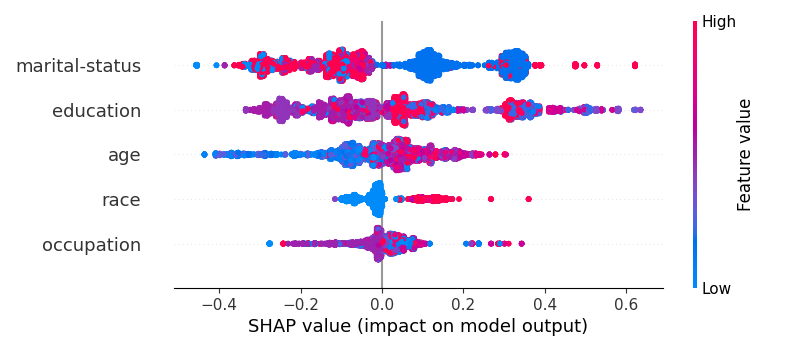 High
marital-status
education
age
race
occupation
Feature value
Low
−0.4 −0.2 0.0 0.2 0.4 0.6
SHAP value (impact on model output)